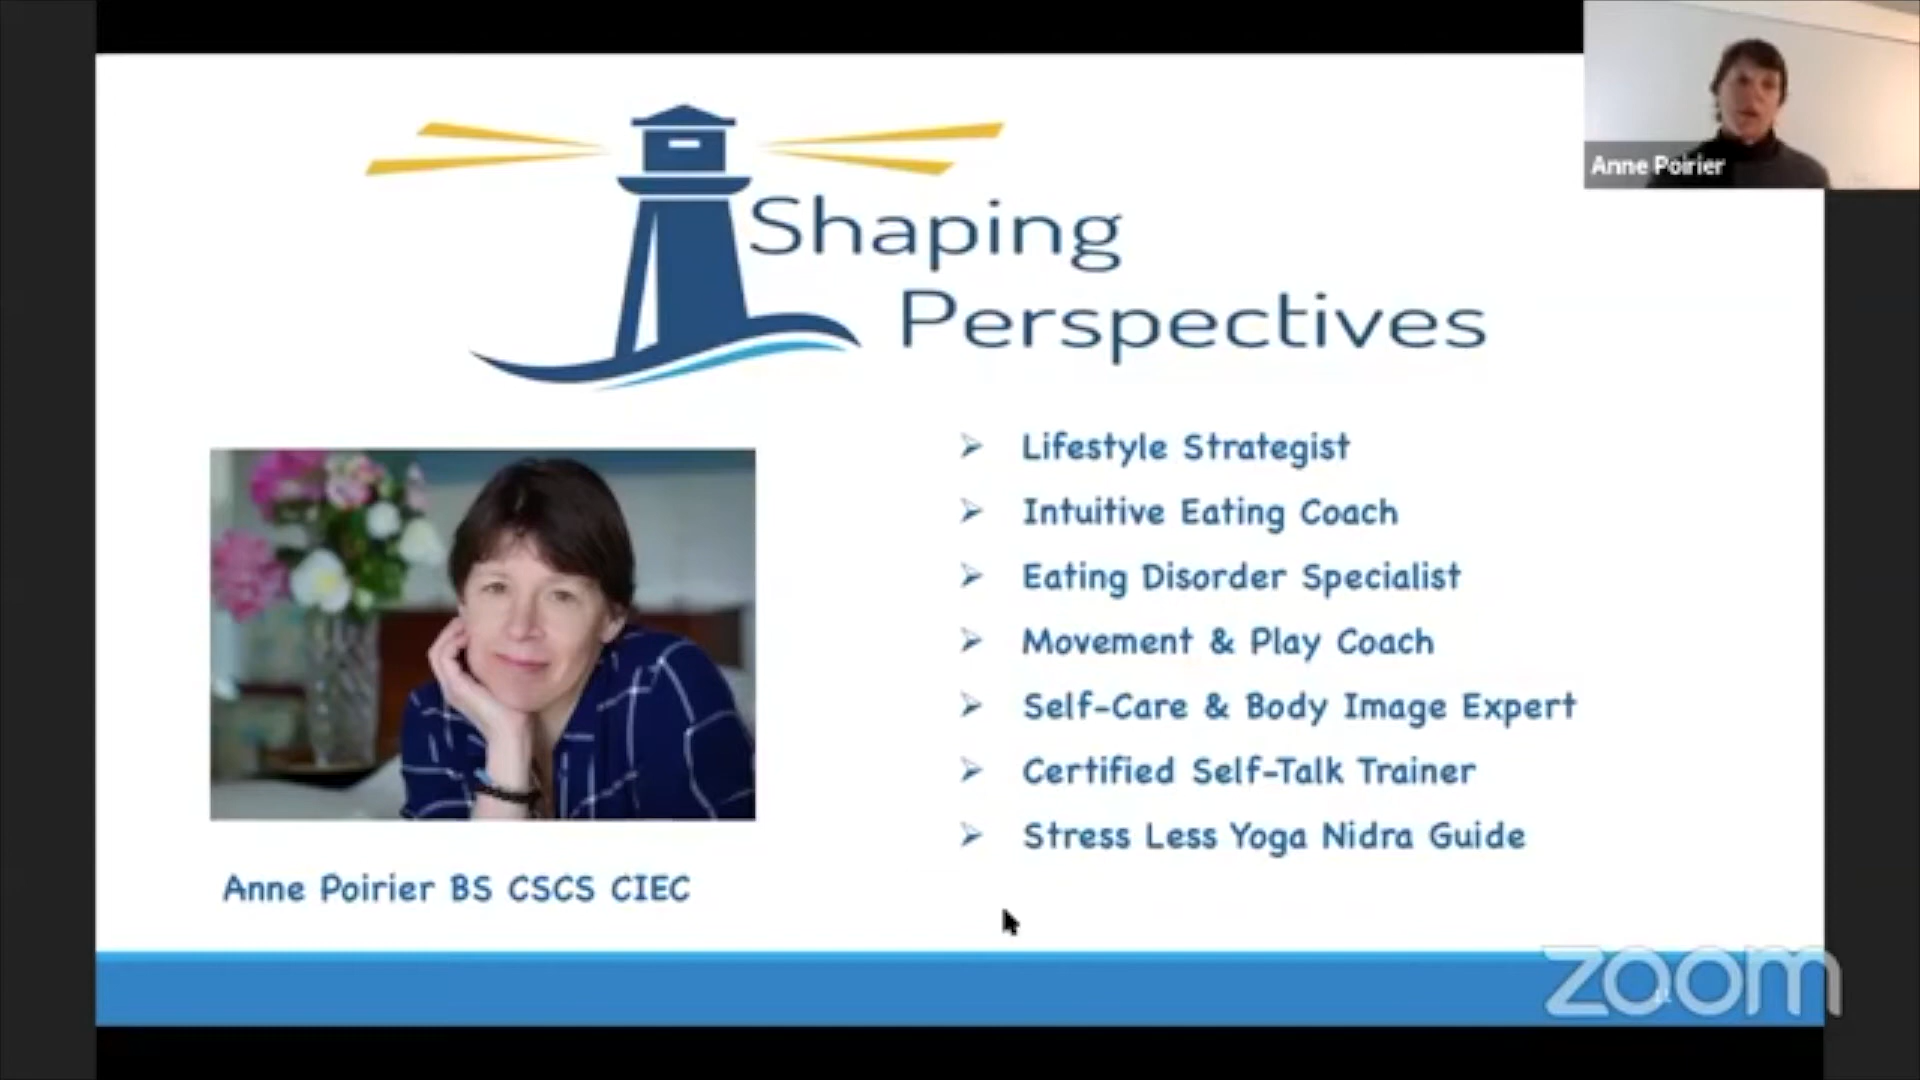 Anne Poirier
Shaping
Perspectives
Lifestyle Strategist
Intuitive Eating Coach
Eating Disorder Specialist
Movement & Play Coach
Self-Care & Body Image Expert
Certified Self-Talk Trainer
Stress Less Yoga Nidra Guide
Anne Poirier BS CSCS CIEC
zoom